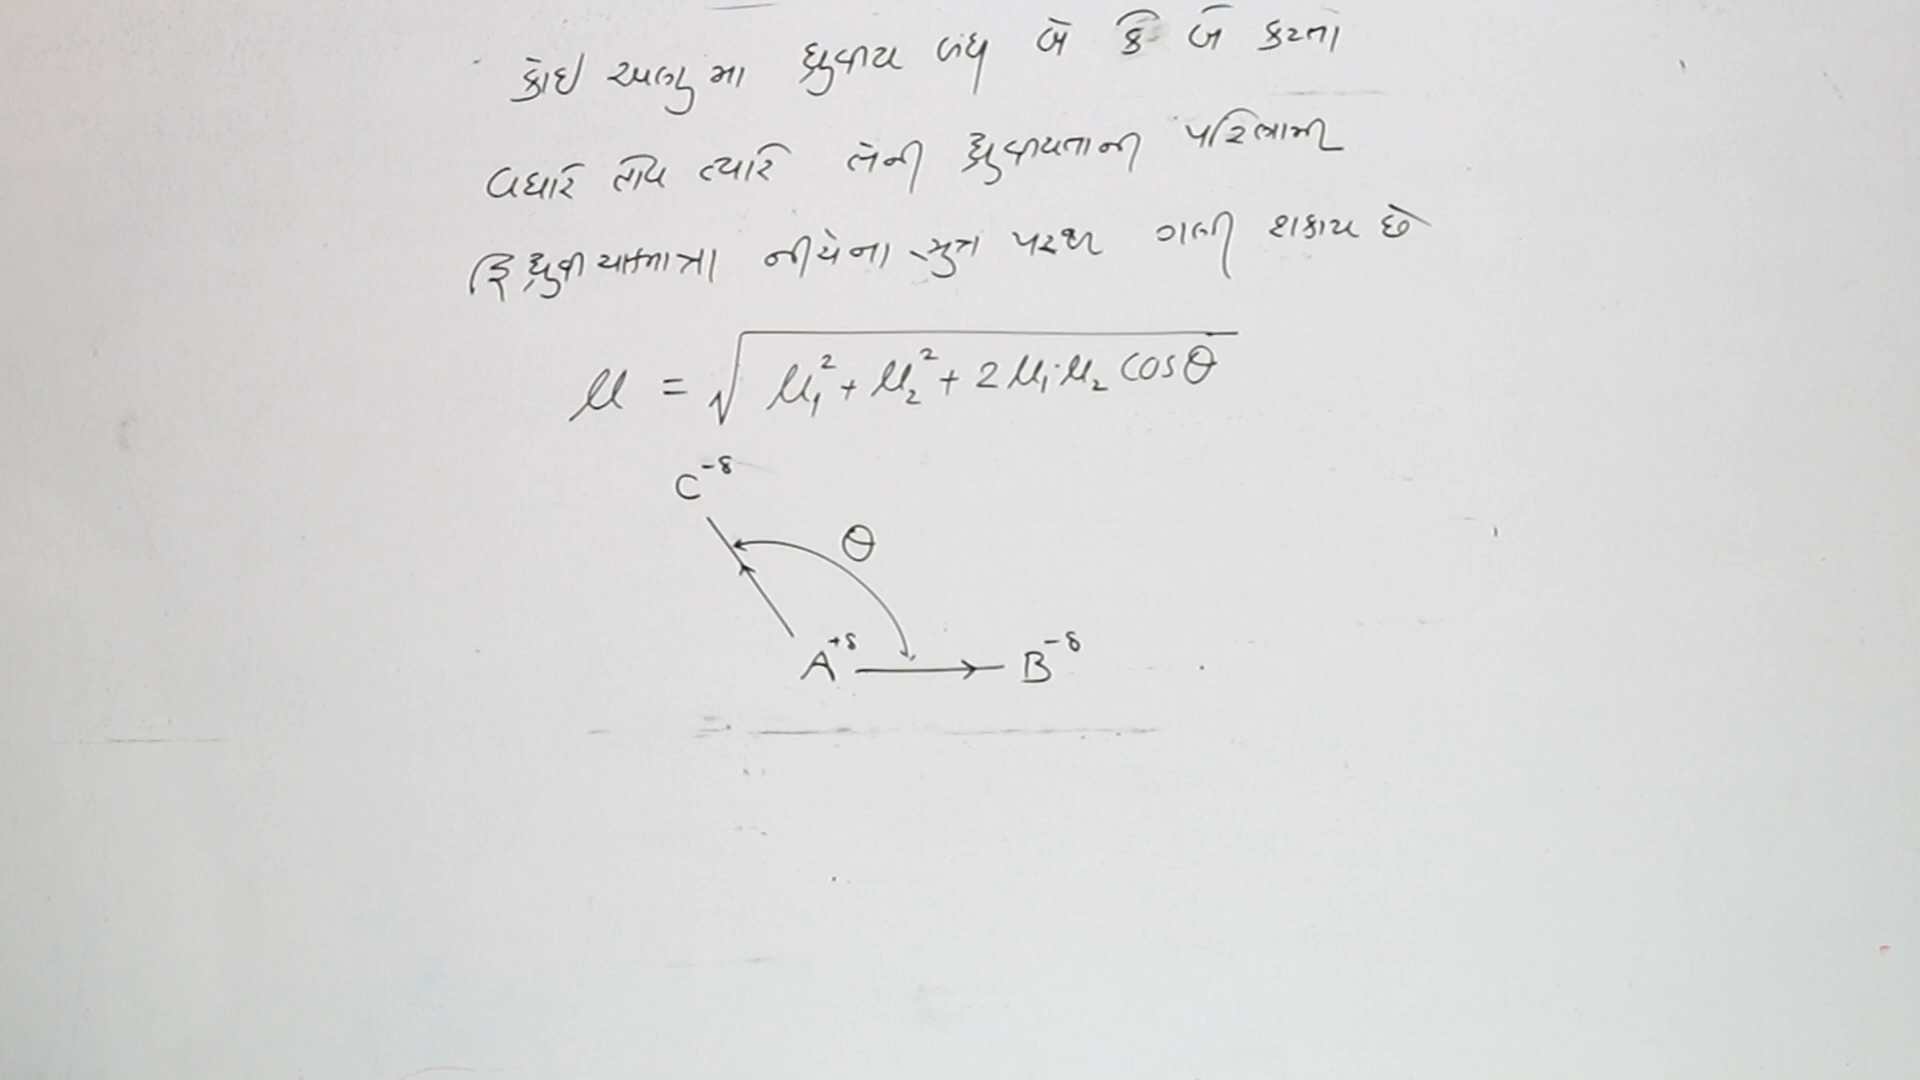 કોઇ અણુમા ધ્રુવીય બંધ બે કે બે કરતા
વધારે હોય ત્યારે તેની ધ્રુવીયતાની પરિણામી
દ્વિધ્રુવીચાકમાત્રા નીચેના સુત્ર પરથી ગણી શકાય છે
μ = √(μ₁² + μ₂² + 2μ₁·μ₂ cosθ)
C⁻ᵟ
θ
A⁺ᵟ B⁻ᵟ